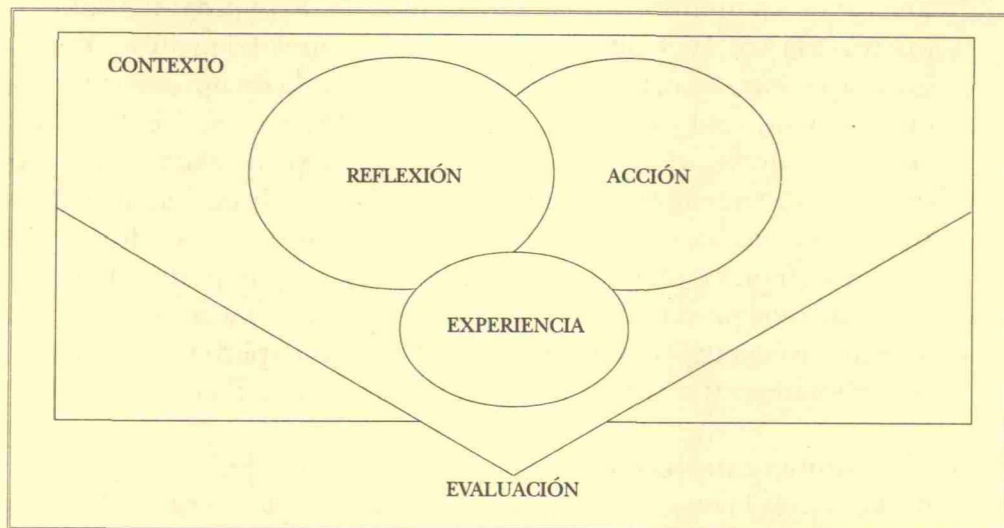 CONTEXTO
REFLEXIÓN
ACCIÓN
EXPERIENCIA
EVALUACIÓN